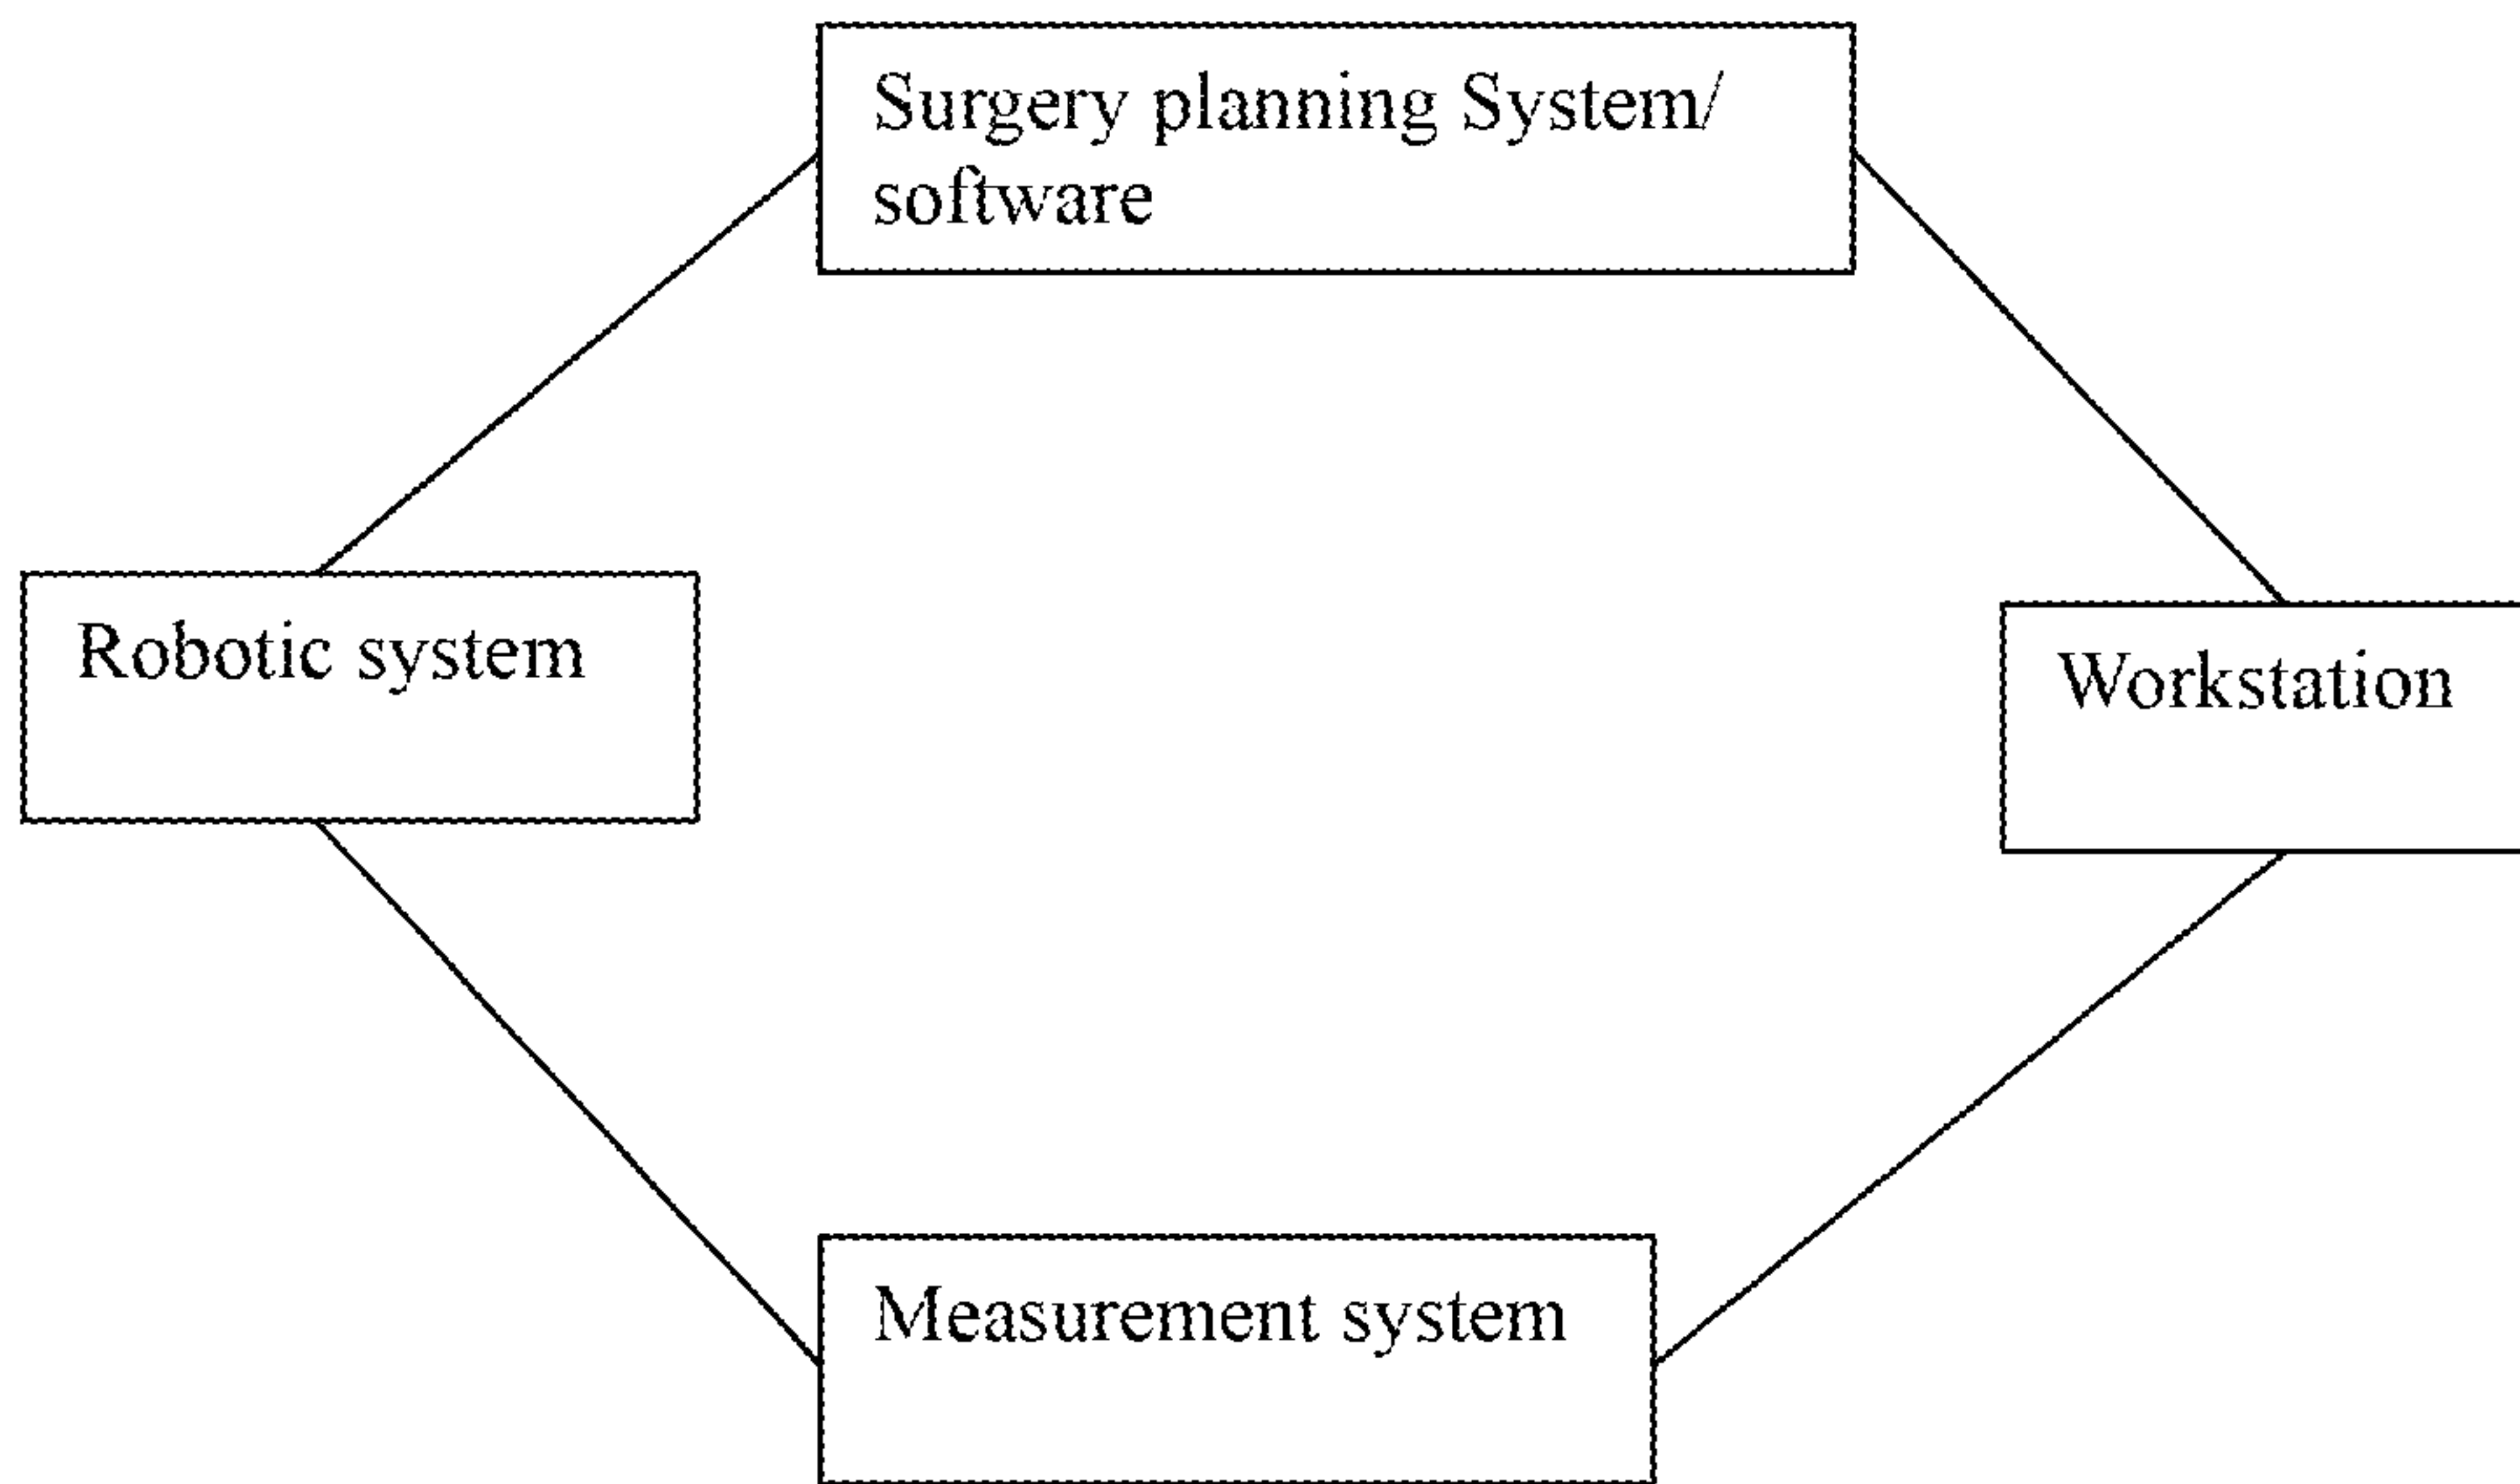 Surgery planning System/
software
Robotic system
Workstation
Measurement system